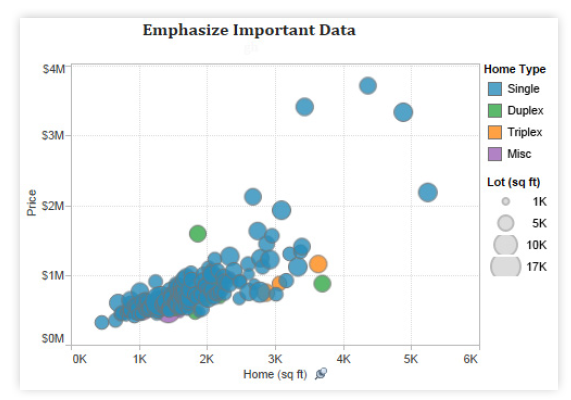 Emphasize Important Data
$4M
$3M
$2M
$1M
$0M
Price
0K 1K 2K 3K 4K 5K 6K
Home (sq ft)
Home Type
Single
Duplex
Triplex
Misc
Lot (sq ft)
1K
5K
10K
17K